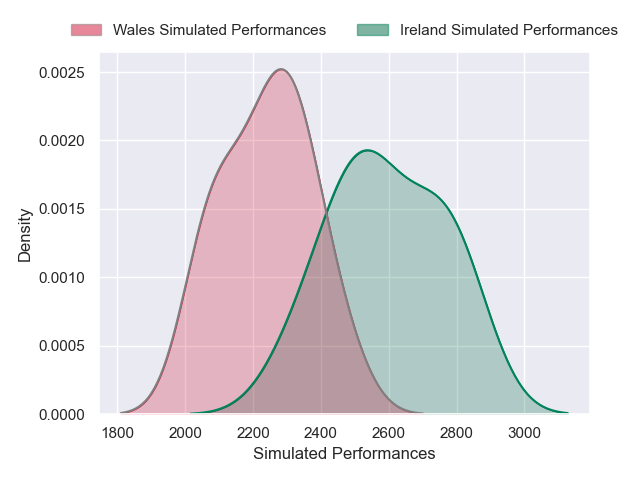 Wales Simulated Performances Ireland Simulated Performances
0.0025
0.0020
0.0015
0.0010
0.0005
0.0000
Density
1800 2000 2200 2400 2600 2800 3000
Simulated Performances